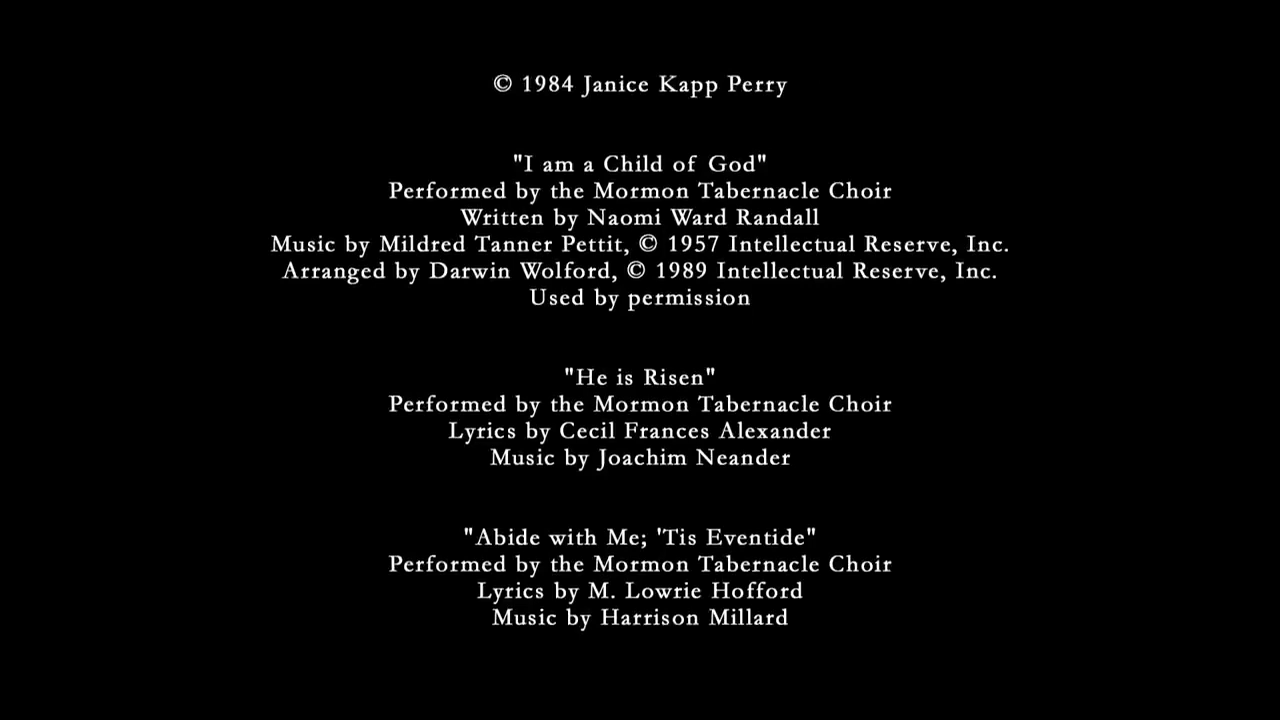 © 1984 Janice Kapp Perry
"I am a Child of God"
Performed by the Mormon Tabernacle Choir
Written by Naomi Ward Randall
Music by Mildred Tanner Pettit, © 1957 Intellectual Reserve, Inc.
Arranged by Darwin Wolford, © 1989 Intellectual Reserve, Inc.
Used by permission
"He is Risen"
Performed by the Mormon Tabernacle Choir
Lyrics by Cecil Frances Alexander
Music by Joachim Neander
"Abide with Me; 'Tis Eventide"
Performed by the Mormon Tabernacle Choir
Lyrics by M. Lowrie Hofford
Music by Harrison Millard